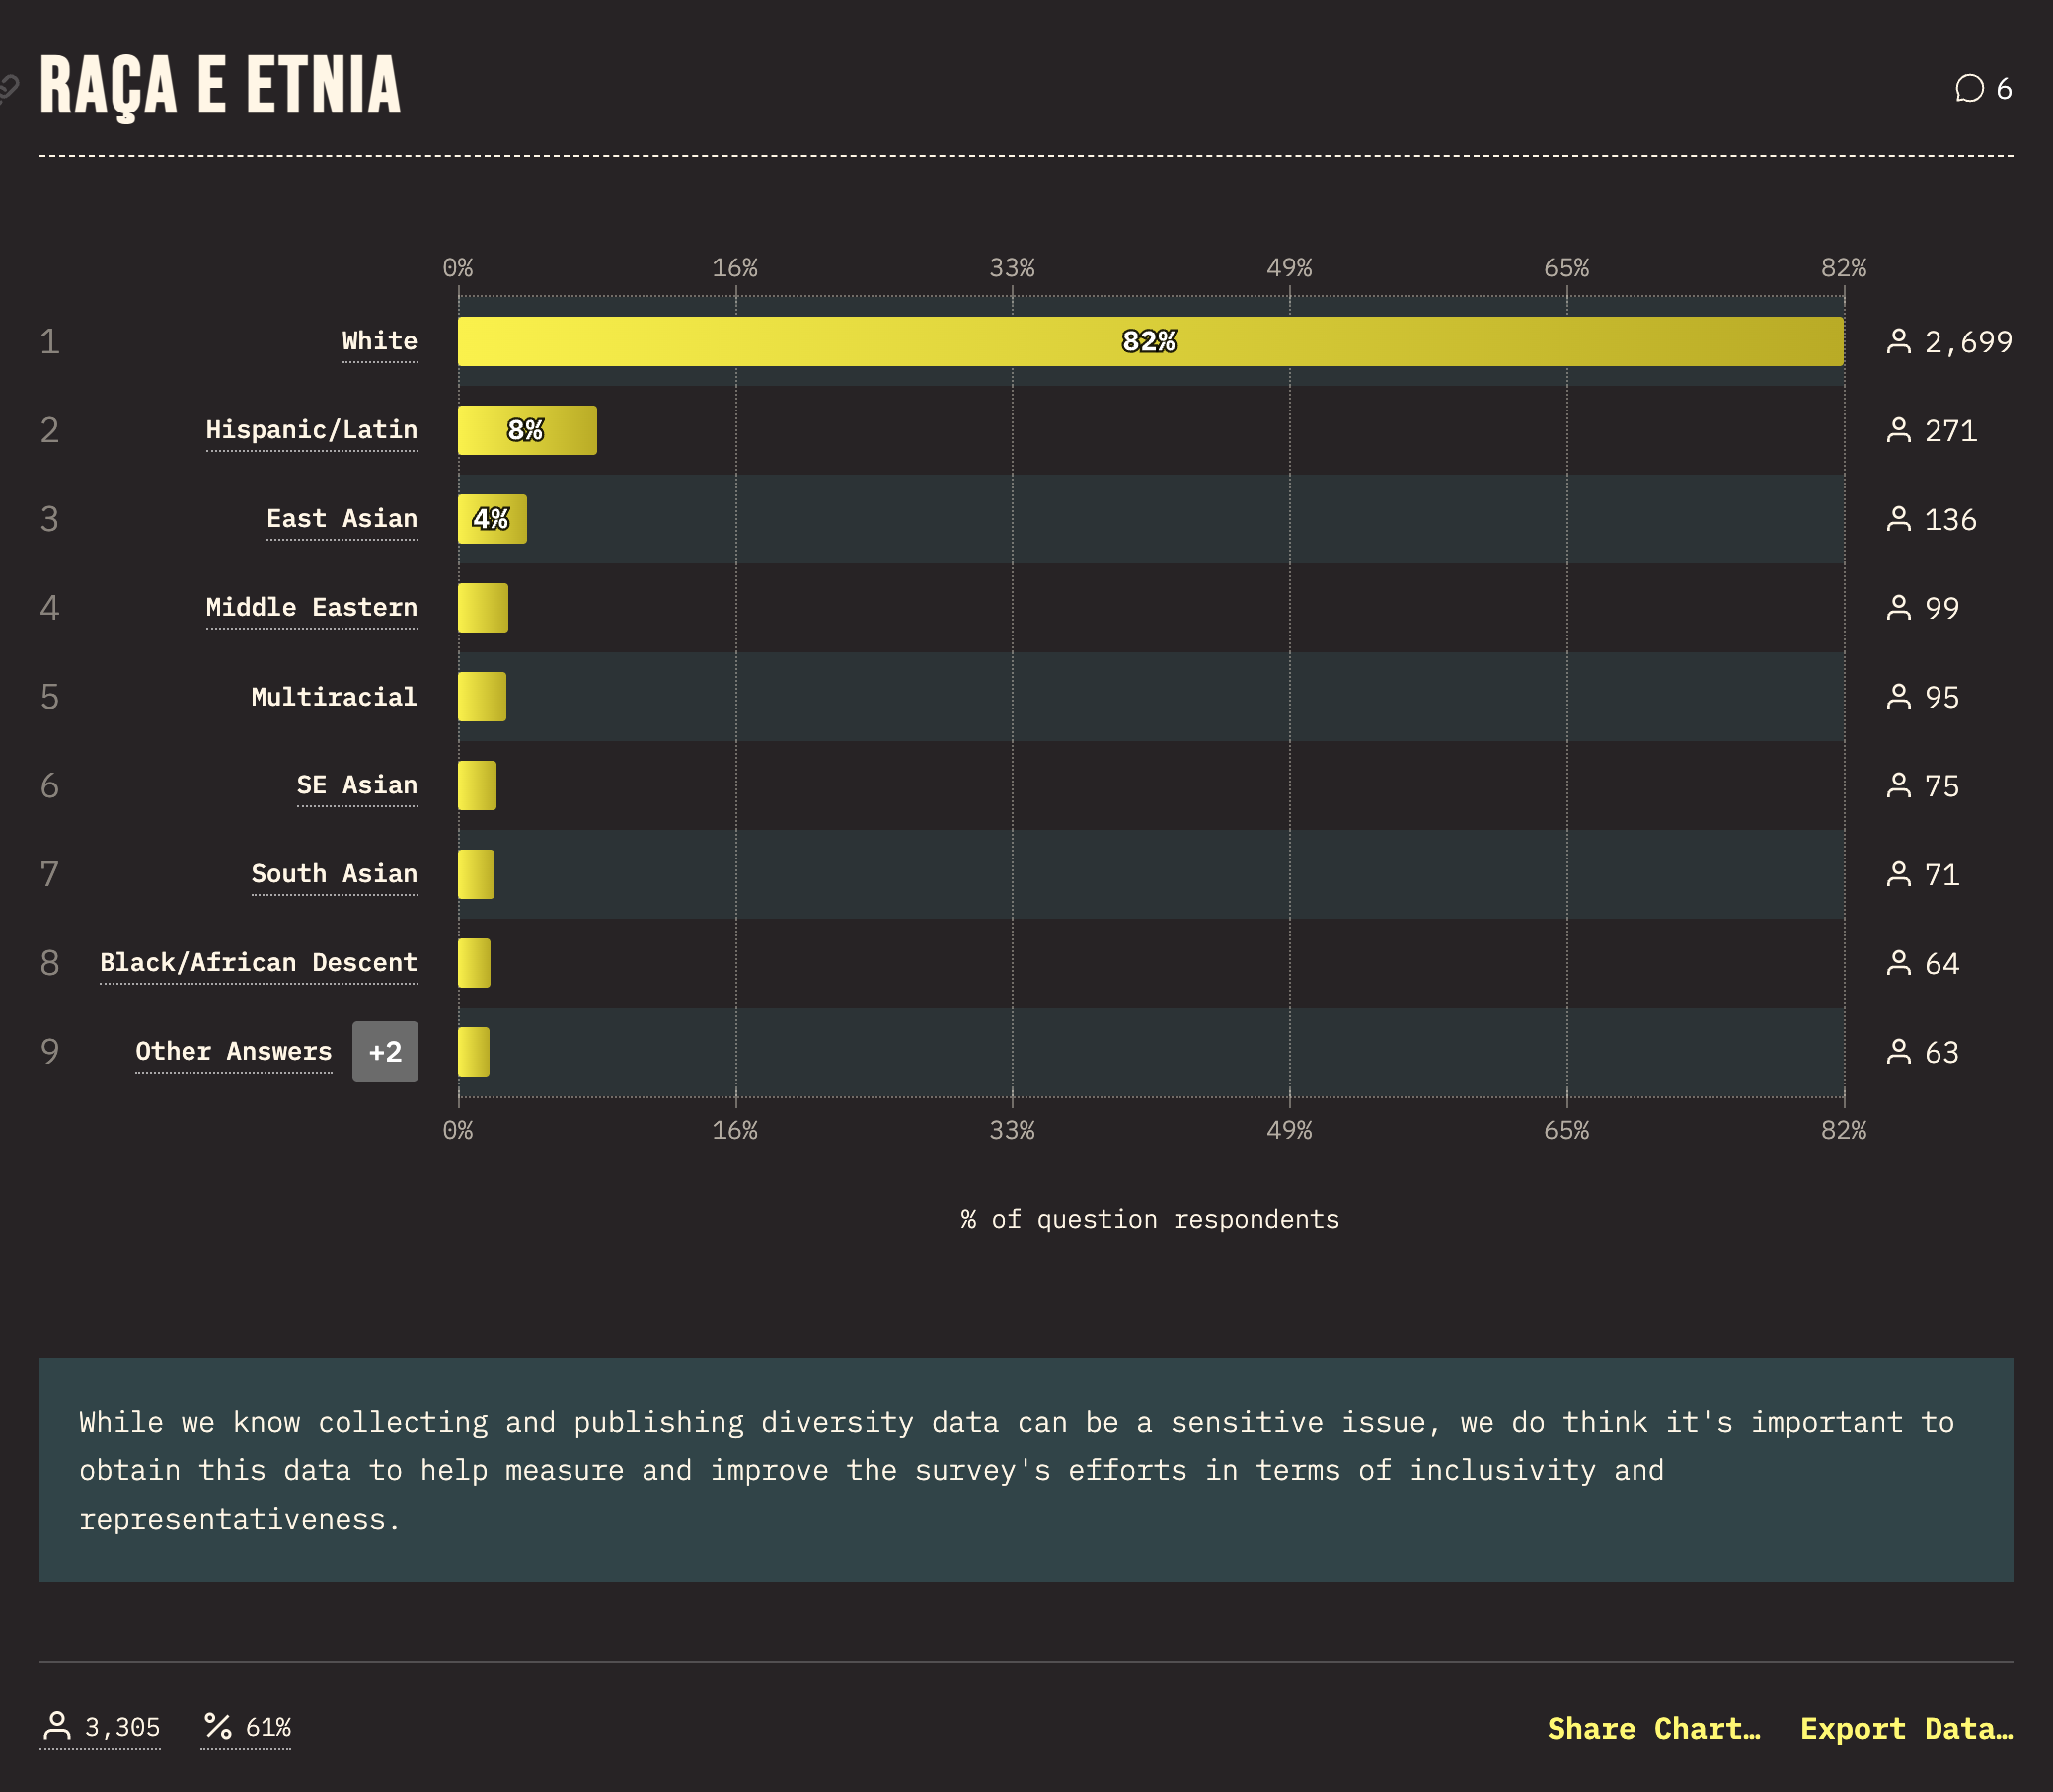 RAÇA E ETNIA
6
0% 16% 33% 49% 65% 82%
1 White 82% 2,699
2 Hispanic/Latin 8% 271
3 East Asian 4% 136
4 Middle Eastern 99
5 Multiracial 95
6 SE Asian 75
7 South Asian 71
8 Black/African Descent 64
9 Other Answers +2 63
0% 16% 33% 49% 65% 82%
% of question respondents
While we know collecting and publishing diversity data can be a sensitive issue, we do think it's important to
obtain this data to help measure and improve the survey's efforts in terms of inclusivity and
representativeness.
3,305 % 61% Share Chart… Export Data…